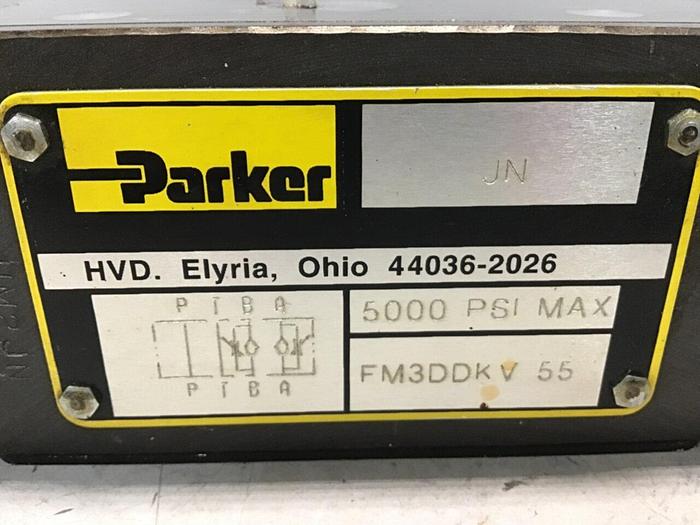 Parker
JN
HVD. Elyria, Ohio 44036-2026
P T B A
P T B A
5000 PSI MAX
FM3DDKV 55